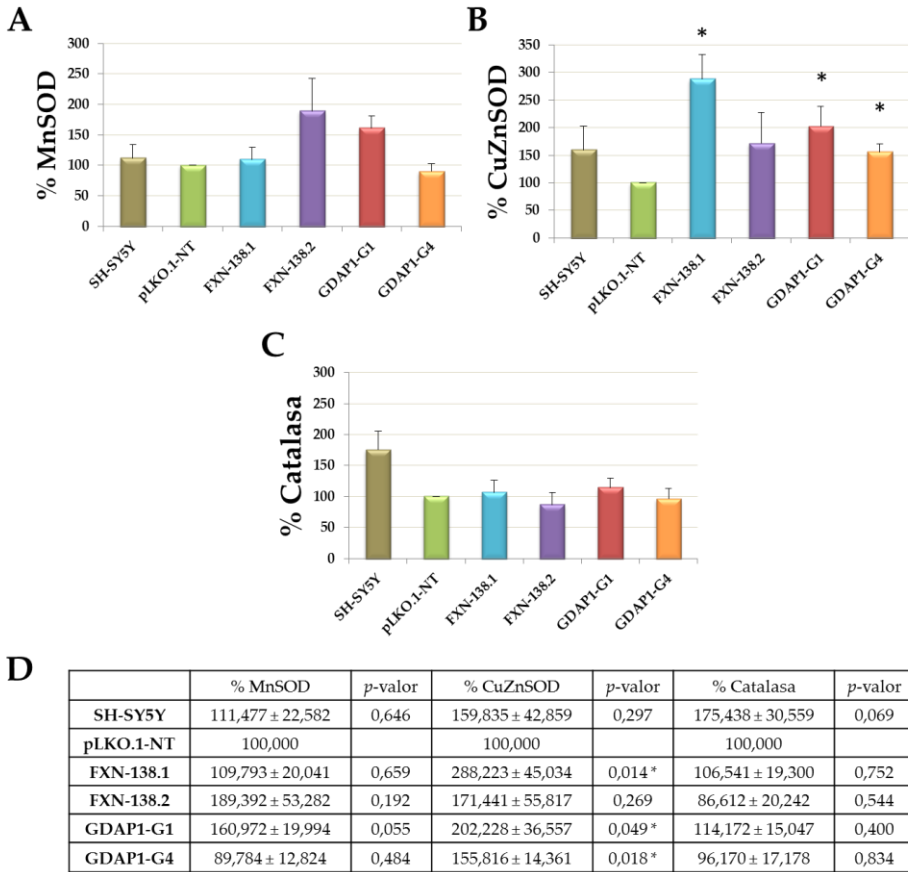 A
% MnSOD
300
250
200
150
100
50
0
SH-SY5Y
pLKO.1-NT
FXN-138.1
FXN-138.2
GDAP1-G1
GDAP1-G4
B
% CuZnSOD
350
300
250
200
150
100
50
0
*
*
*
SH-SY5Y
pLKO.1-NT
FXN-138.1
FXN-138.2
GDAP1-G1
GDAP1-G4
C
% Catalasa
300
250
200
150
100
50
0
SH-SY5Y
pLKO.1-NT
FXN-138.1
FXN-138.2
GDAP1-G1
GDAP1-G4
D
% MnSOD p-valor % CuZnSOD p-valor % Catalasa p-valor
SH-SY5Y 111,477 ± 22,582 0,646 159,835 ± 42,859 0,297 175,438 ± 30,559 0,069
pLKO.1-NT 100,000 100,000 100,000
FXN-138.1 109,793 ± 20,041 0,659 288,223 ± 45,034 0,014 * 106,541 ± 19,300 0,752
FXN-138.2 189,392 ± 53,282 0,192 171,441 ± 55,817 0,269 86,612 ± 20,242 0,544
GDAP1-G1 160,972 ± 19,994 0,055 202,228 ± 36,557 0,049 * 114,172 ± 15,047 0,400
GDAP1-G4 89,784 ± 12,824 0,484 155,816 ± 14,361 0,018 * 96,170 ± 17,178 0,834